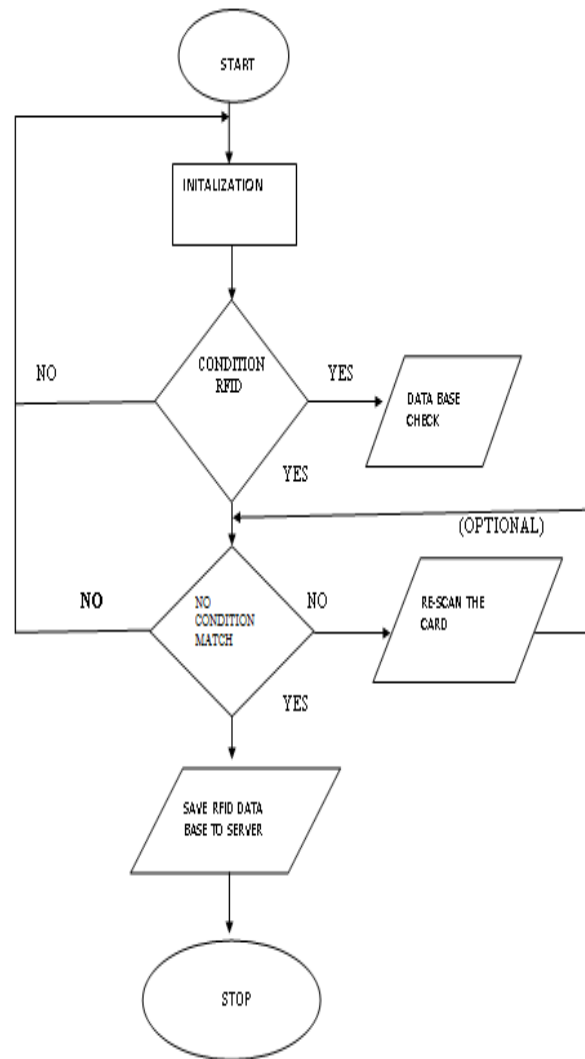 START
INITALIZATION
CONDITION
RFID
NO
YES
DATA BASE
CHECK
YES
(OPTIONAL)
NO
NO
CONDITION
MATCH
NO
RE-SCAN THE
CARD
YES
SAVE RFID DATA
BASE TO SERVER
STOP